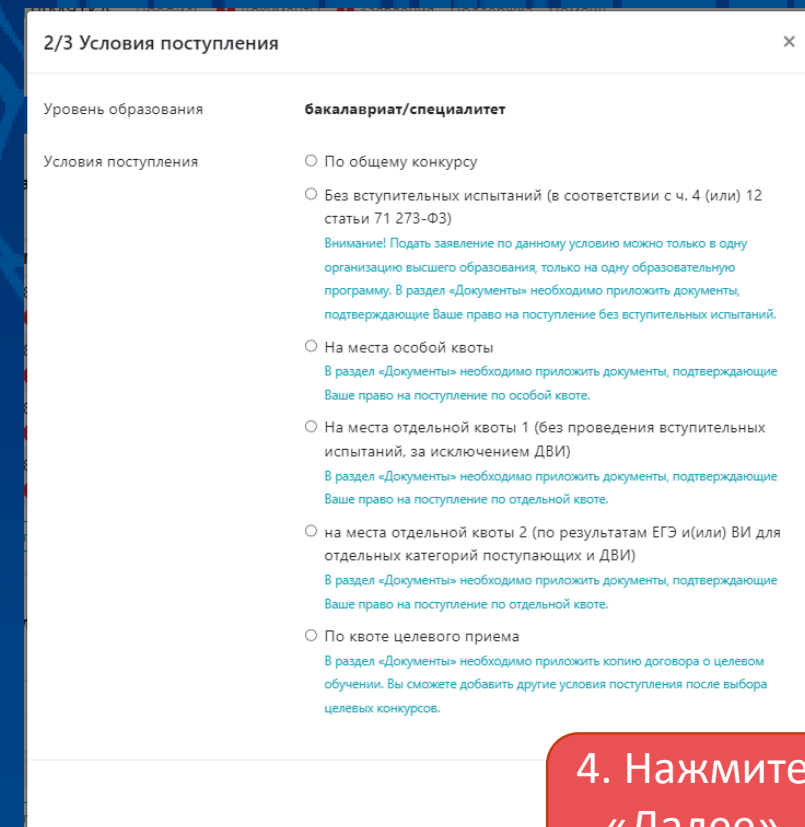 2/3 Условия поступления ×
Уровень образования бакалавриат/специалитет
Условия поступления По общему конкурсу
Без вступительных испытаний (в соответствии с ч. 4 (или) 12
статьи 71 273-ФЗ)
Внимание! Подать заявление по данному условию можно только в одну
организацию высшего образования, только на одну образовательную
программу. В раздел «Документы» необходимо приложить документы,
подтверждающие Ваше право на поступление без вступительных испытаний.
На места особой квоты
В раздел «Документы» необходимо приложить документы, подтверждающие
Ваше право на поступление по особой квоте.
На места отдельной квоты 1 (без проведения вступительных
испытаний, за исключением ДВИ)
В раздел «Документы» необходимо приложить документы, подтверждающие
Ваше право на поступление по отдельной квоте.
на места отдельной квоты 2 (по результатам ЕГЭ и(или) ВИ для
отдельных категорий поступающих и ДВИ)
В раздел «Документы» необходимо приложить документы, подтверждающие
Ваше право на поступление по отдельной квоте.
По квоте целевого приема
В раздел «Документы» необходимо приложить копию договора о целевом
обучении. Вы сможете добавить другие условия поступления после выбора
целевых конкурсов.
4. Нажмите
«Далее»